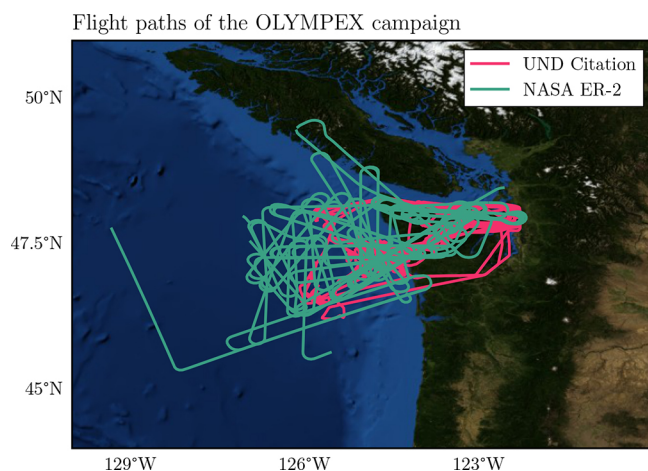 Flight paths of the OLYMPEX campaign
UND Citation
NASA ER-2
50°N
47.5°N
45°N
129°W
126°W
123°W